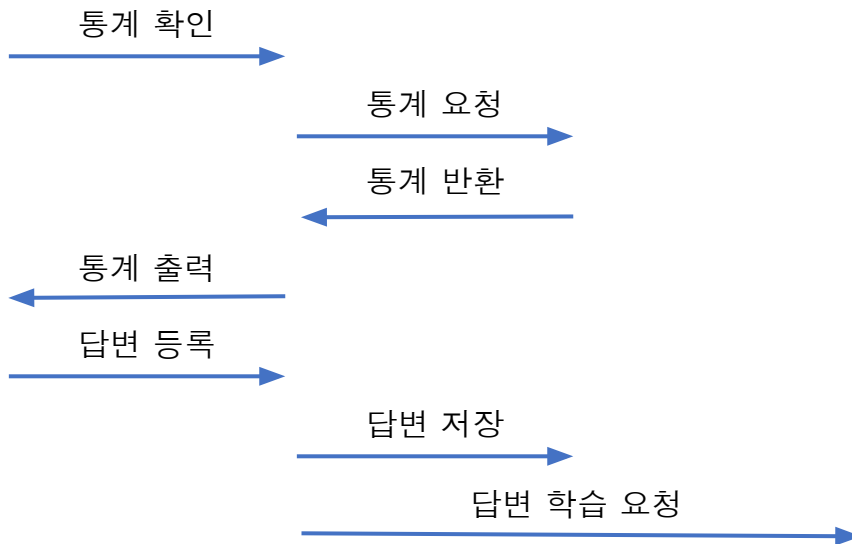 통계 확인
통계 요청
통계 반환
통계 출력
답변 등록
답변 저장
답변 학습 요청